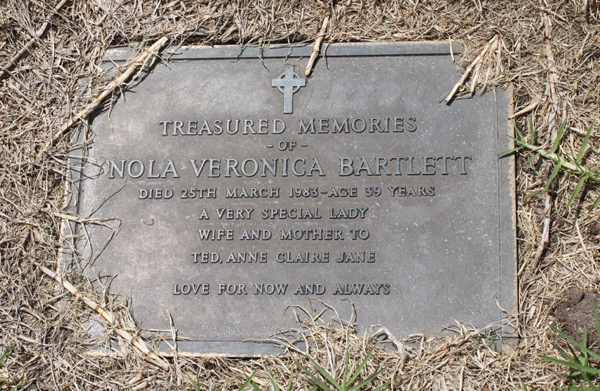 TREASURED MEMORIES
- OF -
NOLA VERONICA BARTLETT
DIED 25TH MARCH 1983-AGE 39 YEARS
A VERY SPECIAL LADY
WIFE AND MOTHER TO
TED, ANNE CLAIRE JANE
LOVE FOR NOW AND ALWAYS